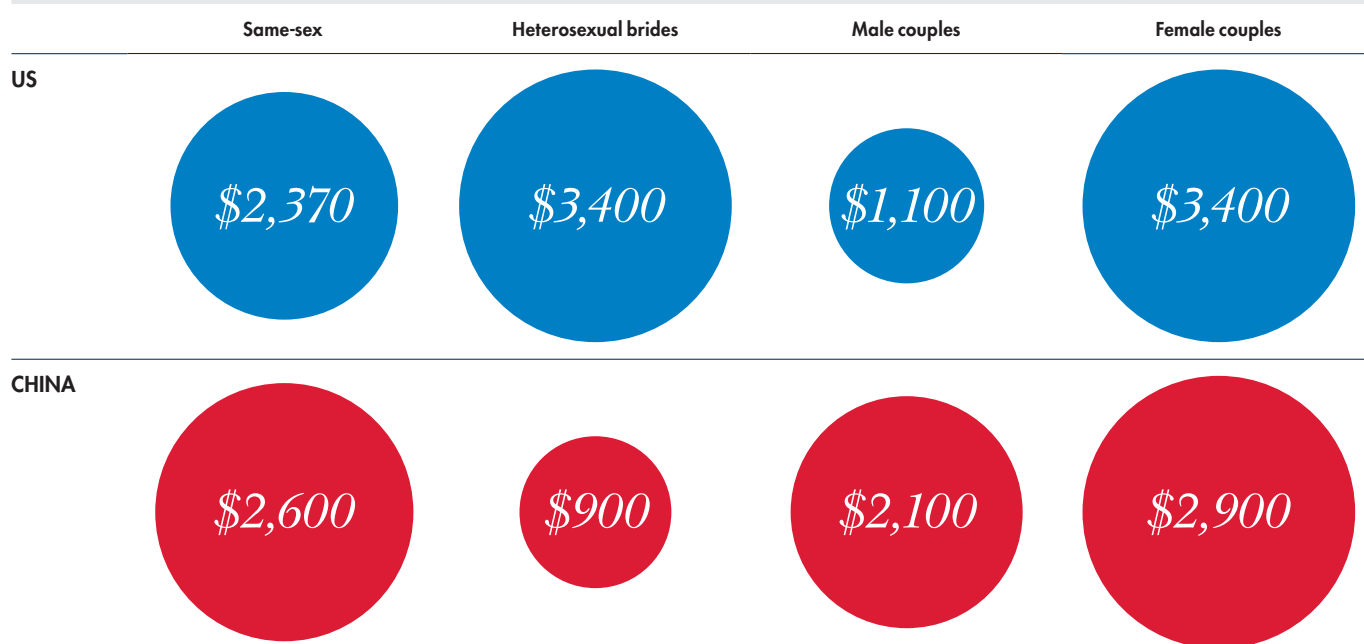 Same-sex Heterosexual brides Male couples Female couples
US
$2,370 $3,400 $1,100 $3,400
CHINA
$2,600 $900 $2,100 $2,900